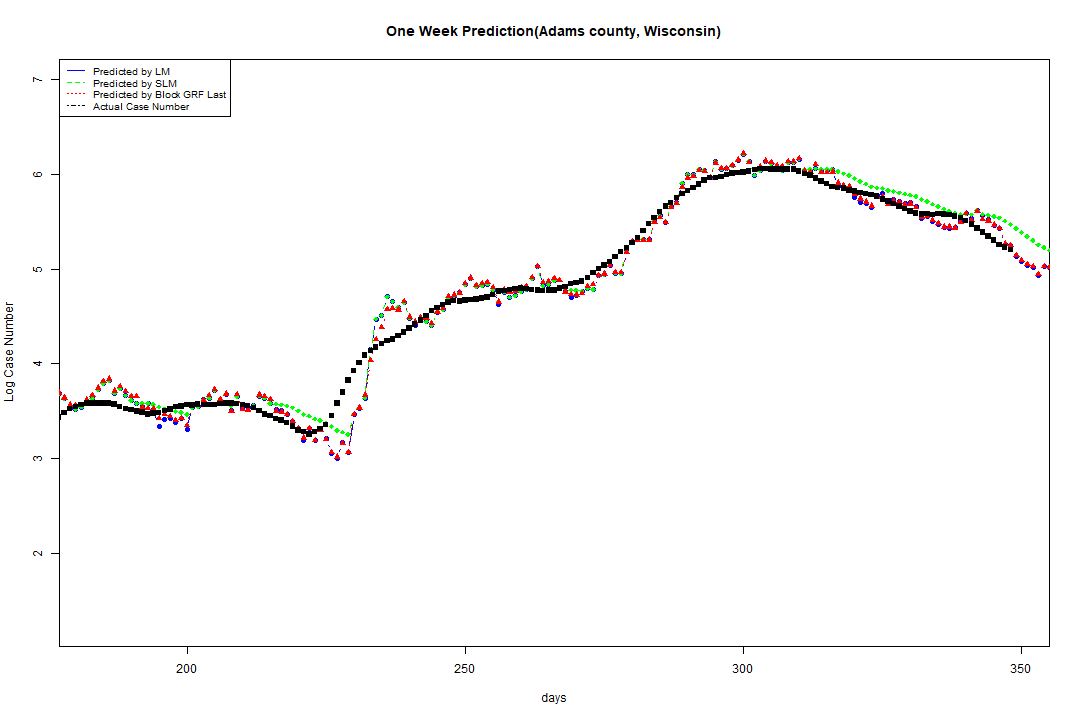 One Week Prediction(Adams county, Wisconsin)
Predicted by LM
Predicted by SLM
Predicted by Block GRF Last
Actual Case Number
7
6
5
4
3
2
Log Case Number
200 250 300 350
days